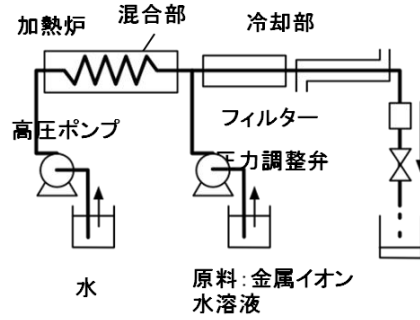 混合部
加熱炉
冷却部
高圧ポンプ
フィルター
圧力調整弁
水
原料：金属イオン
水溶液